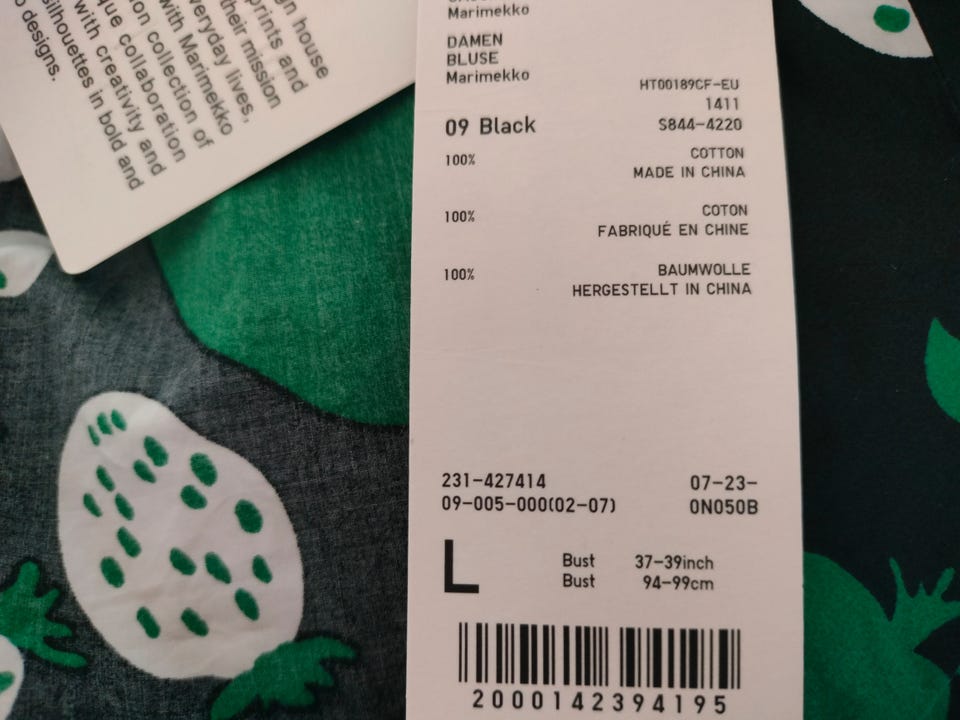 gn house
prints and
their mission
everyday lives,
with Marimekko
on collection of
que collaboration
with creativity and
silhouettes in bold and
o designs.
Marimekko
DAMEN
BLUSE
Marimekko
HT00189CF-EU
1411
09 Black S844-4220
100% COTTON
MADE IN CHINA
100% COTON
FABRIQUÉ EN CHINE
100% BAUMWOLLE
HERGESTELLT IN CHINA
231-427414 07-23-
09-005-000(02-07) 0N050B
L Bust 37-39inch
Bust 94-99cm
2000142394195